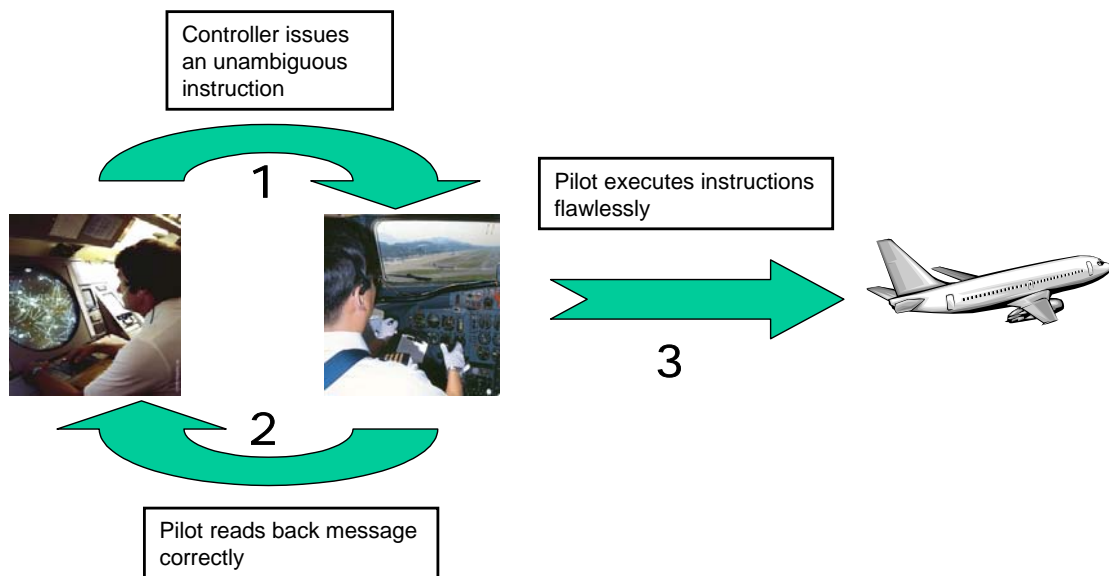 Controller issues
an unambiguous
instruction
1
Pilot executes instructions
flawlessly
3
2
Pilot reads back message
correctly